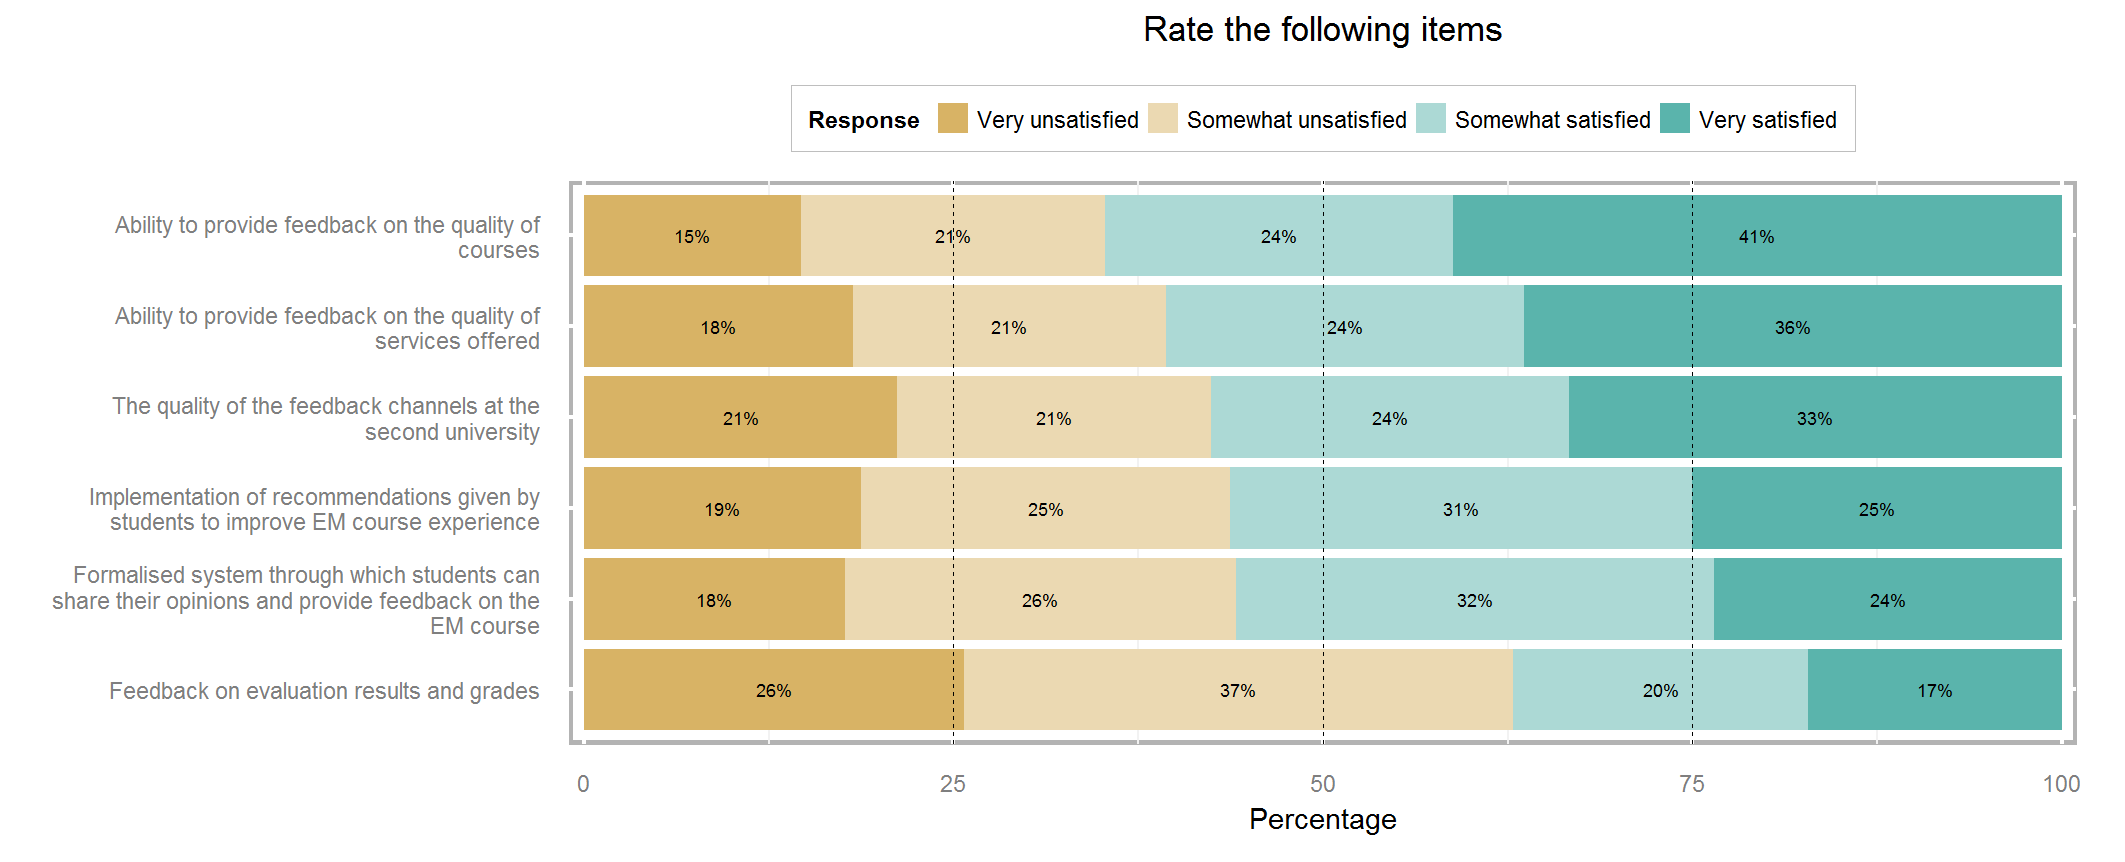 Rate the following items
Response Very unsatisfied Somewhat unsatisfied Somewhat satisfied Very satisfied
Ability to provide feedback on the quality of
courses
15% 21% 24% 41%
Ability to provide feedback on the quality of
services offered
18% 21% 24% 36%
The quality of the feedback channels at the
second university
21% 21% 24% 33%
Implementation of recommendations given by
students to improve EM course experience
19% 25% 31% 25%
Formalised system through which students can
share their opinions and provide feedback on the
EM course
18% 26% 32% 24%
Feedback on evaluation results and grades
26% 37% 20% 17%
0 25 50 75 100
Percentage